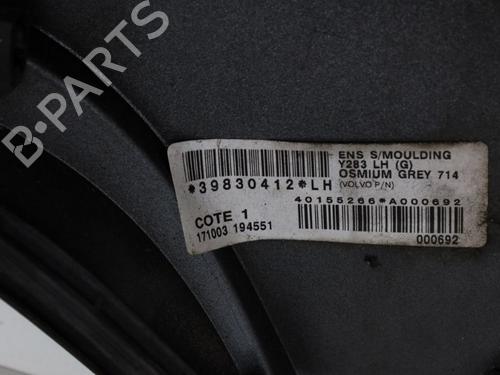 B-PARTS
ENS S/MOULDING
Y283 LH (G)
OSMIUM GREY 714
*39830412*LH
(VOLVO P/N)
40155266*A000692
COTE 1
171003 194551
000692